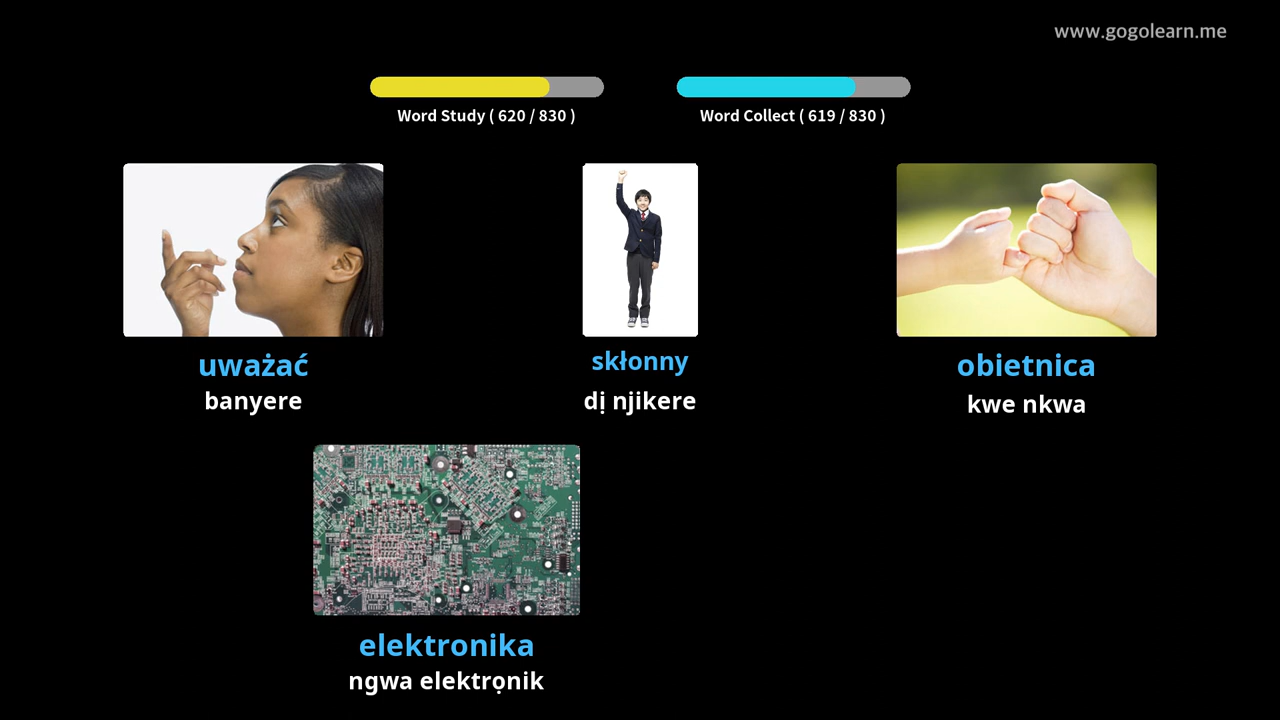 www.gogolearn.me
Word Study ( 620 / 830 )
Word Collect ( 619 / 830 )
uważać
banyere
skłonny
dị njikere
obietnica
kwe nkwa
elektronika
ngwa elektrọnik